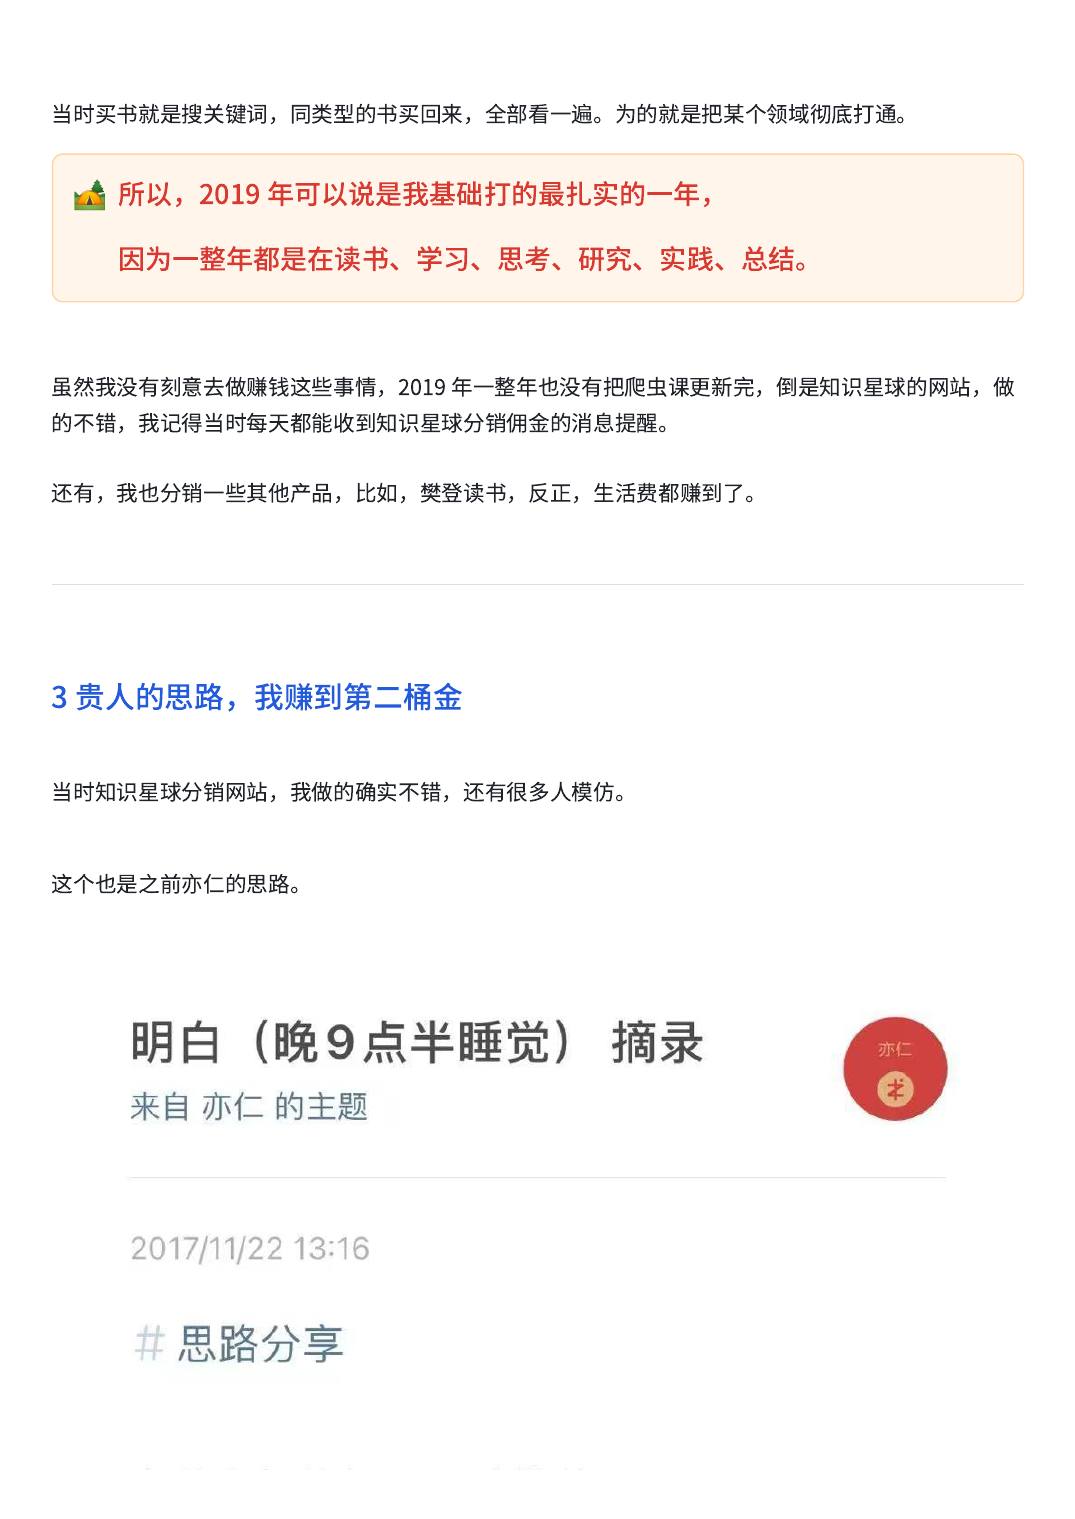 当时买书就是搜关键词，同类型的书买回来，全部看一遍。为的就是把某个领域彻底打通。
所以，2019 年可以说是我基础打的最扎实的一年，
因为一整年都是在读书、学习、思考、研究、实践、总结。
虽然我没有刻意去做赚钱这些事情，2019 年一整年也没有把爬虫课更新完，倒是知识星球的网站，做
的不错，我记得当时每天都能收到知识星球分销佣金的消息提醒。
还有，我也分销一些其他产品，比如，樊登读书，反正，生活费都赚到了。
3 贵人的思路，我赚到第二桶金
当时知识星球分销网站，我做的确实不错，还有很多人模仿。
这个也是之前亦仁的思路。
明白（晚9点半睡觉） 摘录
亦仁
来自 亦仁 的主题
2017/11/22 13:16
# 思路分享